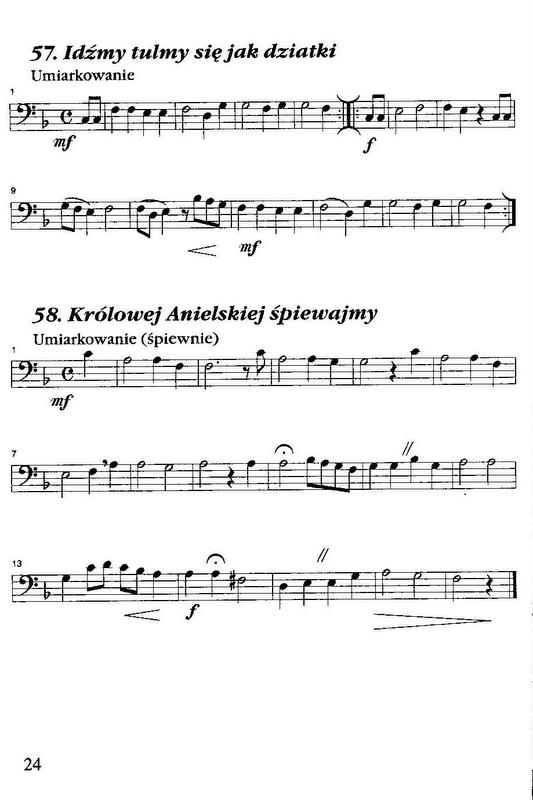 57. Idźmy tulmy się jak dziatki
Umiarkowanie
1
mf
f
9
mf
58. Królowej Anielskiej śpiewajmy
Umiarkowanie (śpiewnie)
1
mf
7
13
f
24